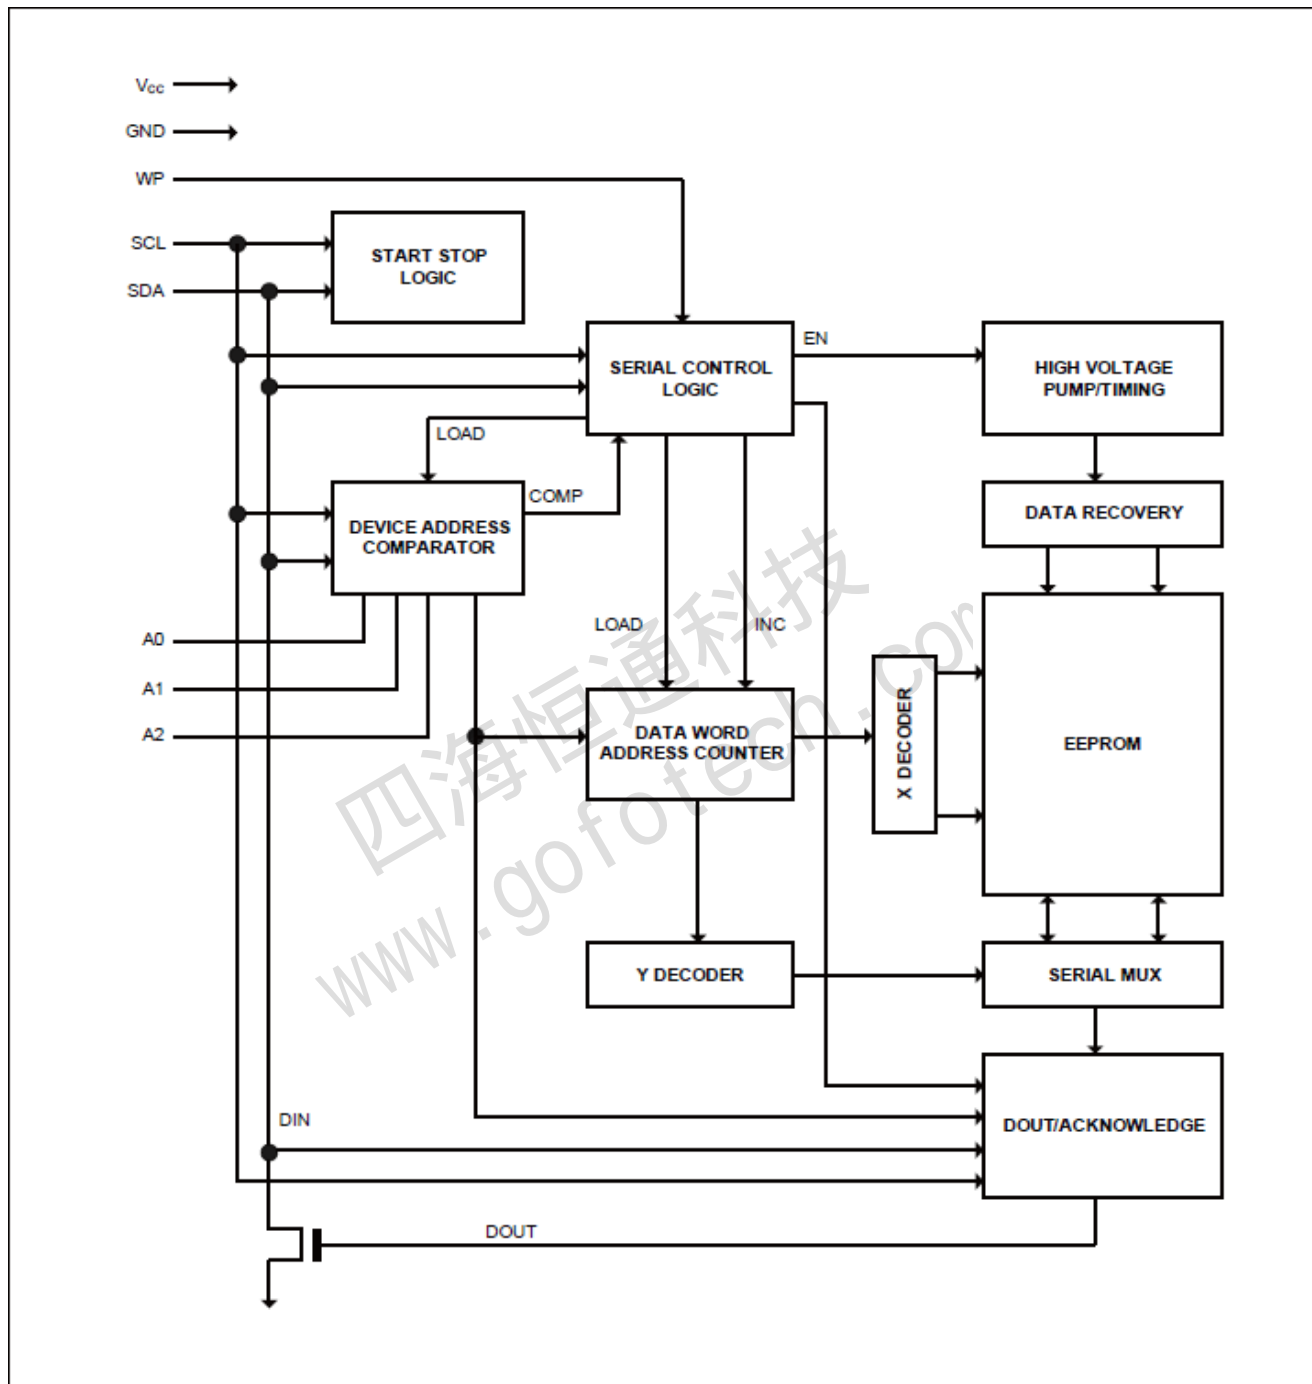 Vcc
GND
WP
SCL
SDA
START STOP
LOGIC
SERIAL CONTROL
LOGIC
EN
HIGH VOLTAGE
PUMP/TIMING
LOAD
COMP
DEVICE ADDRESS
COMPARATOR
DATA RECOVERY
A0
A1
A2
LOAD
INC
DATA WORD
ADDRESS COUNTER
X DECODER
EEPROM
四海恒通科技
www.gofotech.com
Y DECODER
SERIAL MUX
DIN
DOUT/ACKNOWLEDGE
DOUT